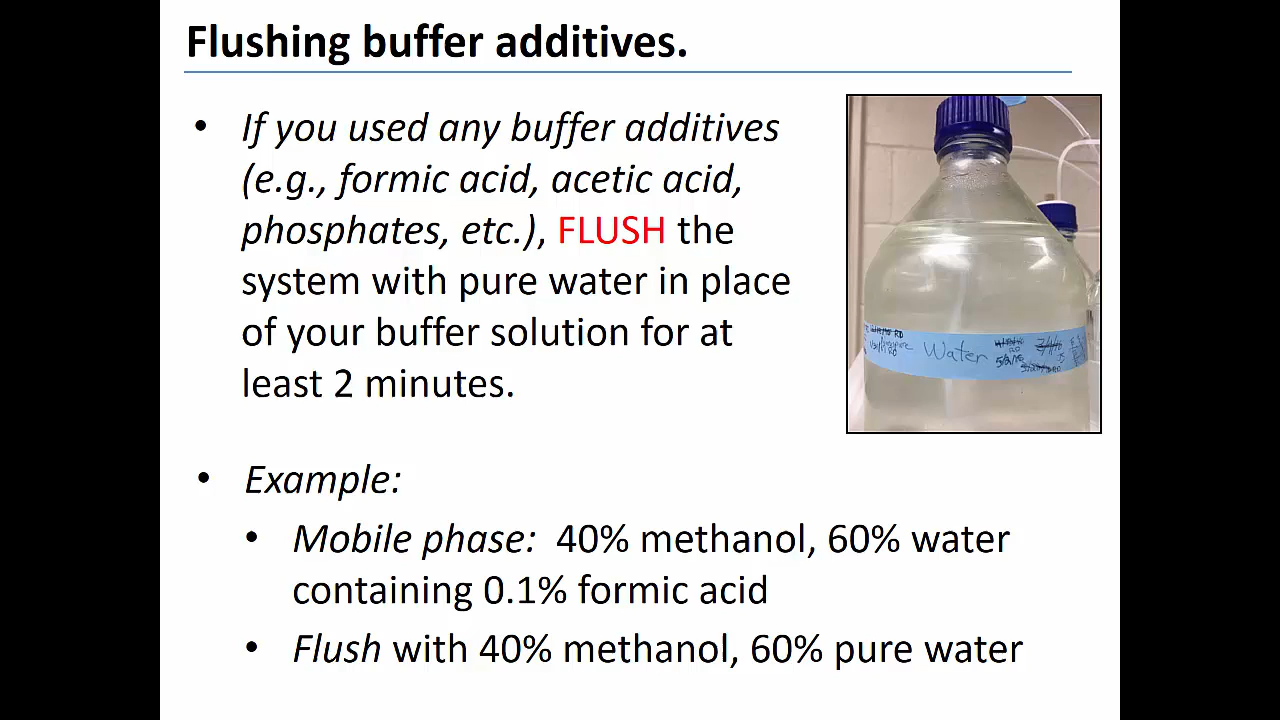 Flushing buffer additives.
• If you used any buffer additives
(e.g., formic acid, acetic acid,
phosphates, etc.), FLUSH the
system with pure water in place
of your buffer solution for at
least 2 minutes.
Water
• Example:
• Mobile phase: 40% methanol, 60% water
containing 0.1% formic acid
• Flush with 40% methanol, 60% pure water